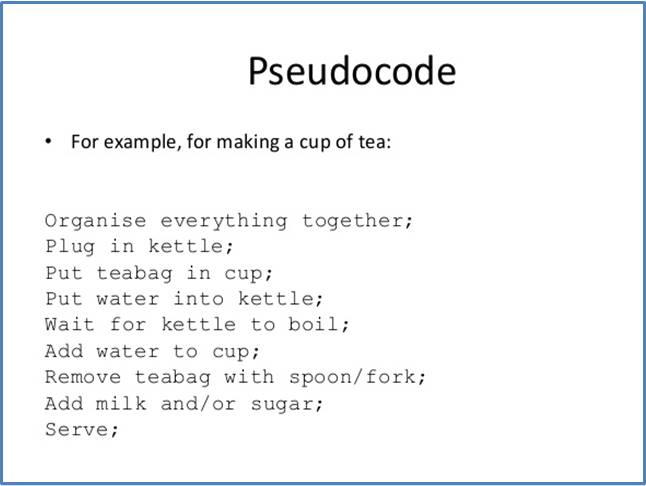 Pseudocode
• For example, for making a cup of tea:
Organise everything together;
Plug in kettle;
Put teabag in cup;
Put water into kettle;
Wait for kettle to boil;
Add water to cup;
Remove teabag with spoon/fork;
Add milk and/or sugar;
Serve;